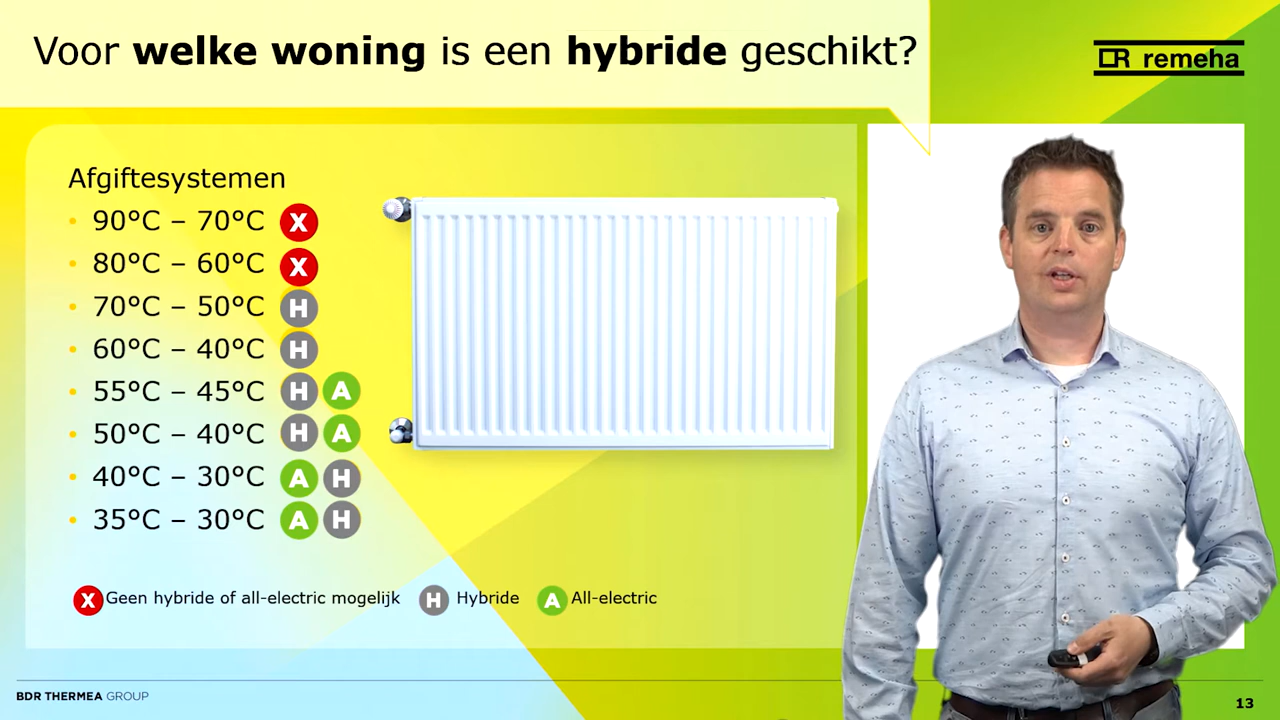 Voor welke woning is een hybride geschikt?
remeha
Afgiftesystemen
• 90°C – 70°C X
• 80°C – 60°C X
• 70°C – 50°C H
• 60°C – 40°C H
• 55°C – 45°C H A
• 50°C – 40°C H A
• 40°C – 30°C A H
• 35°C – 30°C A H
X Geen hybride of all-electric mogelijk H Hybride A All-electric
BDR THERMEA GROUP
13